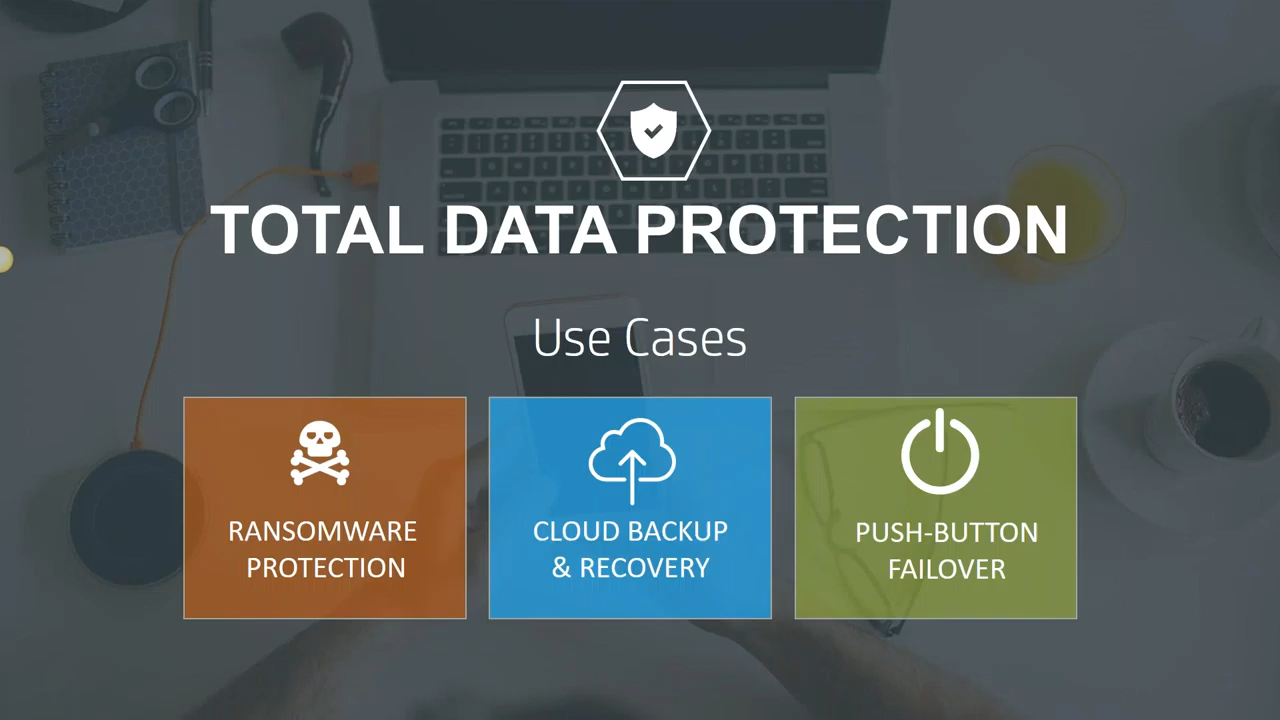 TOTAL DATA PROTECTION
Use Cases
RANSOMWARE
PROTECTION
CLOUD BACKUP
& RECOVERY
PUSH-BUTTON
FAILOVER